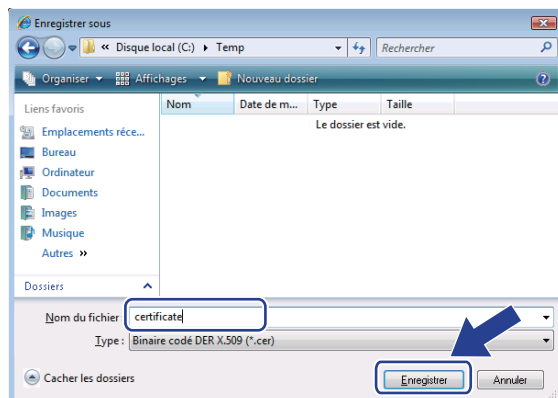 Enregistrer sous
« Disque local (C:) ▸ Temp
Rechercher
Organiser
Affichages
Nouveau dossier
Liens favoris
Emplacements réce...
Bureau
Ordinateur
Documents
Images
Musique
Autres »
Dossiers
Nom Date de m... Type Taille
Le dossier est vide.
Nom du fichier : certificate
Type : Binaire codé DER X.509 (*.cer)
Cacher les dossiers
Enregistrer Annuler